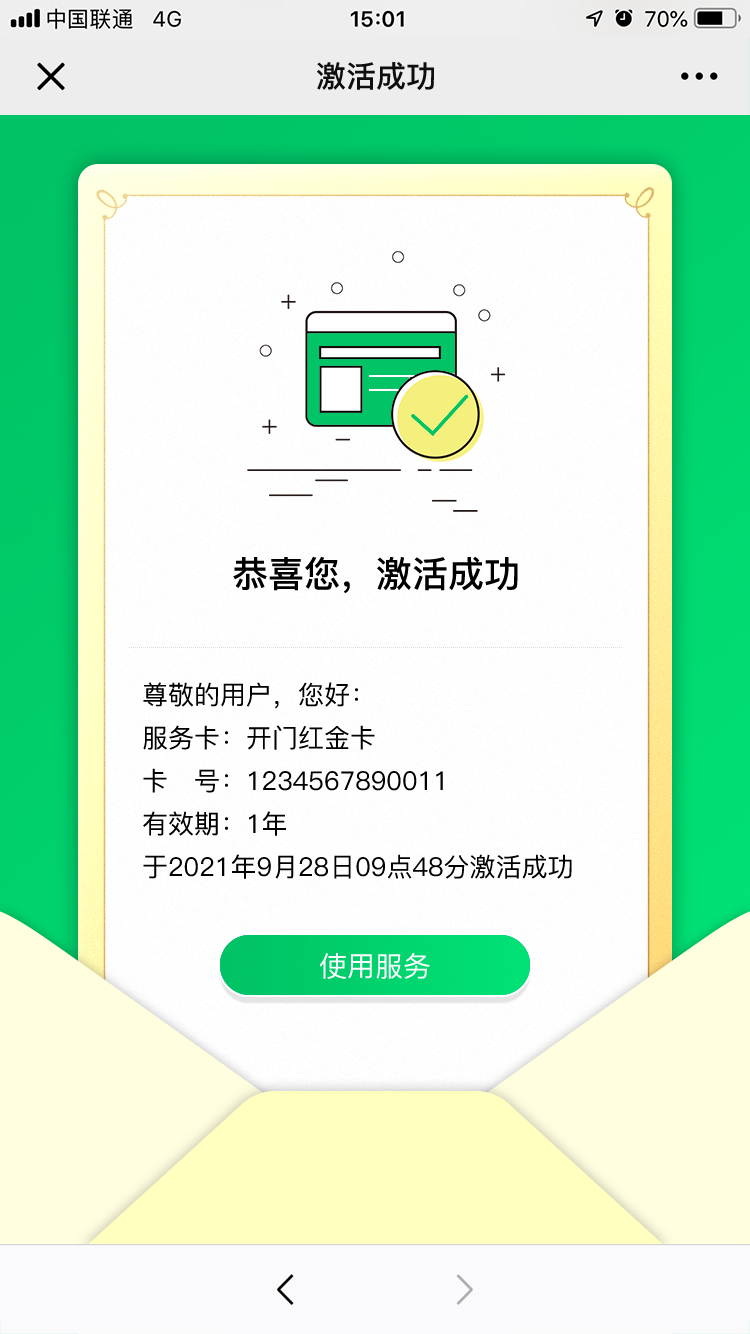 中国联通 4G 15:01 70%
激活成功
恭喜您，激活成功
尊敬的用户，您好：
服务卡：开门红金卡
卡 号：1234567890011
有效期：1年
于2021年9月28日09点48分激活成功
使用服务